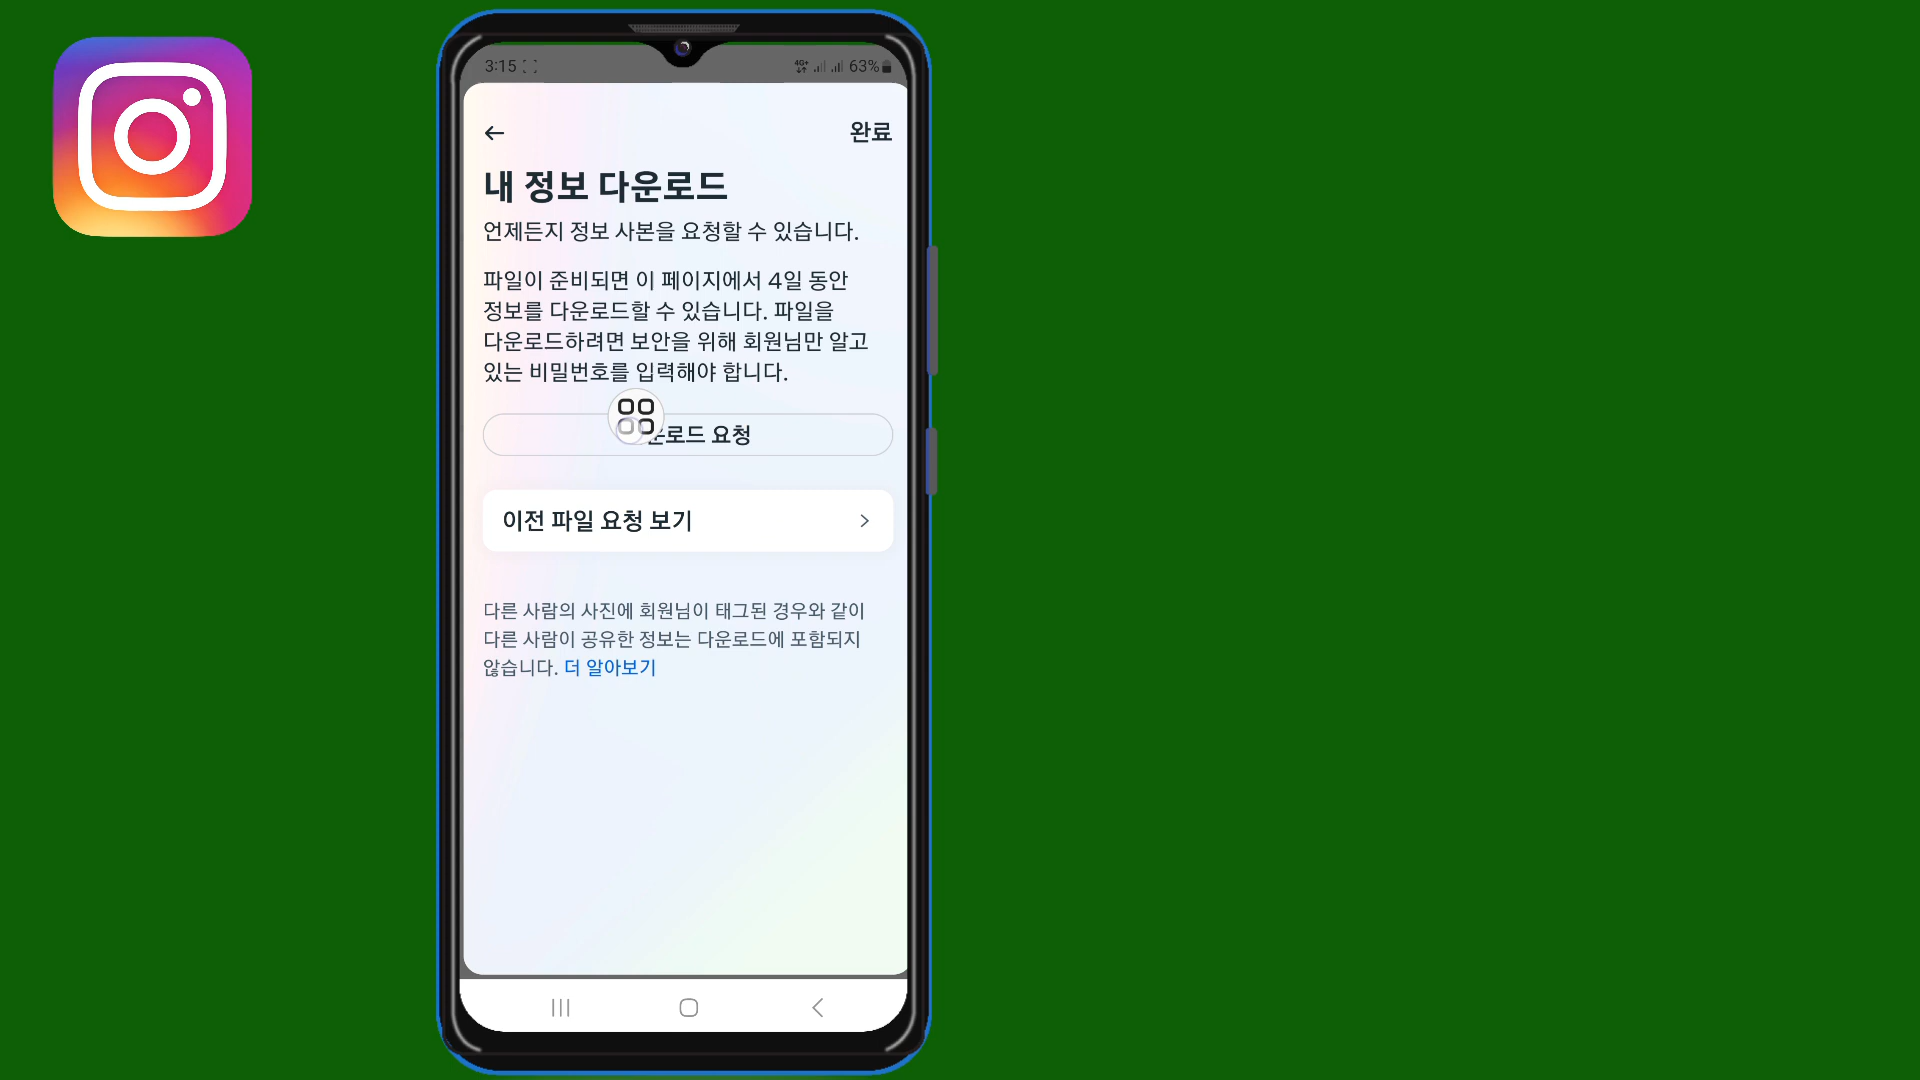 3:15
4G+ 63%
완료
내 정보 다운로드
언제든지 정보 사본을 요청할 수 있습니다.
파일이 준비되면 이 페이지에서 4일 동안
정보를 다운로드할 수 있습니다. 파일을
다운로드하려면 보안을 위해 회원님만 알고
있는 비밀번호를 입력해야 합니다.
요청
이전 파일 요청 보기
다른 사람의 사진에 회원님이 태그된 경우와 같이
다른 사람이 공유한 정보는 다운로드에 포함되지
않습니다. 더 알아보기